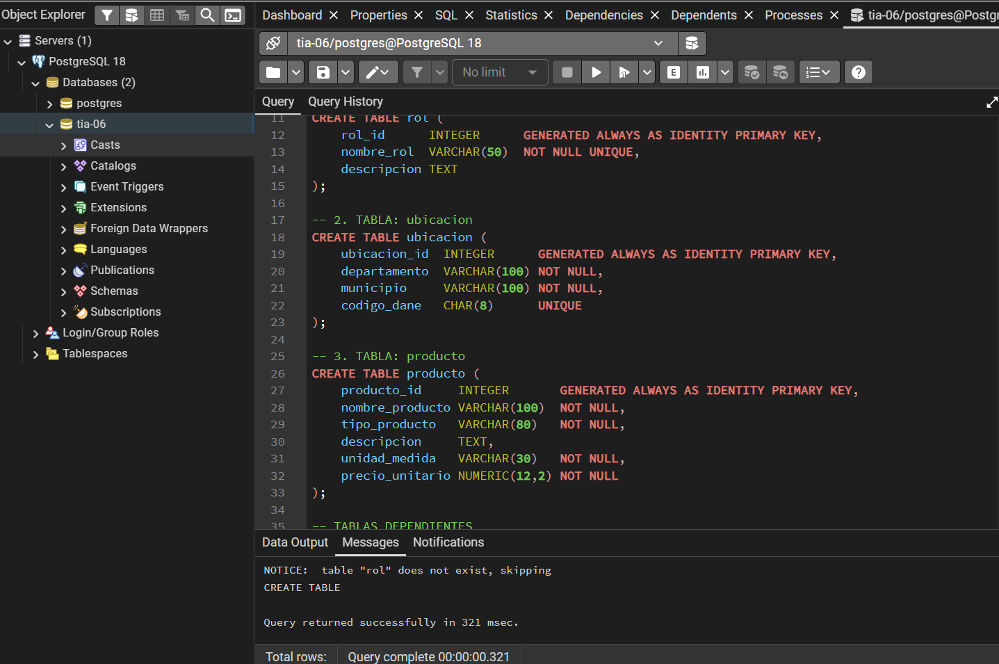 Object Explorer
Servers (1)
PostgreSQL 18
Databases (2)
postgres
tia-06
Casts
Catalogs
Event Triggers
Extensions
Foreign Data Wrappers
Languages
Publications
Schemas
Subscriptions
Login/Group Roles
Tablespaces
Dashboard Properties SQL Statistics Dependencies Dependents Processes tia-06/postgres@Postgr
tia-06/postgres@PostgreSQL 18
No limit
E
Query Query History
11 CREATE TABLE rol (
12 rol_id INTEGER GENERATED ALWAYS AS IDENTITY PRIMARY KEY,
13 nombre_rol VARCHAR(50) NOT NULL UNIQUE,
14 descripcion TEXT
15 );
16
17 -- 2. TABLA: ubicacion
18 CREATE TABLE ubicacion (
19 ubicacion_id INTEGER GENERATED ALWAYS AS IDENTITY PRIMARY KEY,
20 departamento VARCHAR(100) NOT NULL,
21 municipio VARCHAR(100) NOT NULL,
22 codigo_dane CHAR(8) UNIQUE
23 );
24
25 -- 3. TABLA: producto
26 CREATE TABLE producto (
27 producto_id INTEGER GENERATED ALWAYS AS IDENTITY PRIMARY KEY,
28 nombre_producto VARCHAR(100) NOT NULL,
29 tipo_producto VARCHAR(80) NOT NULL,
30 descripcion TEXT,
31 unidad_medida VARCHAR(30) NOT NULL,
32 precio_unitario NUMERIC(12,2) NOT NULL
33 );
34
35 -- TABLAS DEPENDIENTES
Data Output Messages Notifications
NOTICE: table "rol" does not exist, skipping
CREATE TABLE
Query returned successfully in 321 msec.
Total rows: Query complete 00:00:00.321